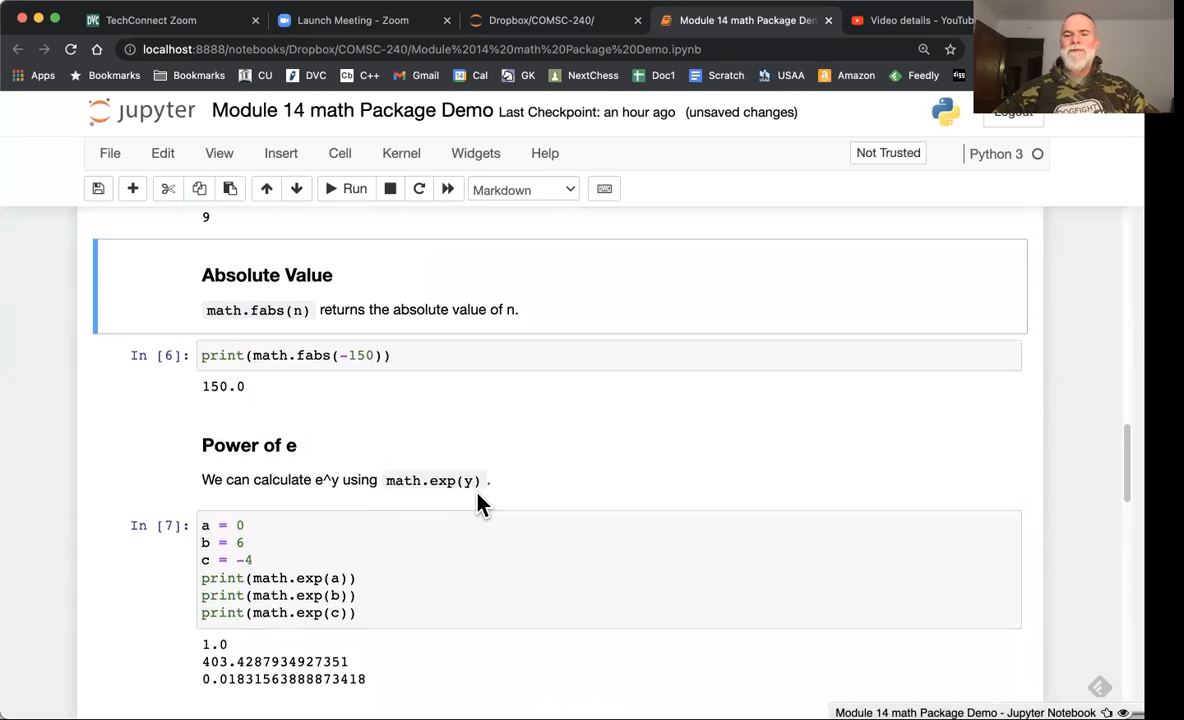 DVC TechConnect Zoom
Launch Meeting - Zoom
Dropbox/COMSC-240/
Module 14 math Package Dem
Video details - YouTub
localhost:8888/notebooks/Dropbox/COMSC-240/Module%2014%20math%20Package%20Demo.ipynb
Apps Bookmarks Bookmarks CU DVC Cb C++ Gmail Cal GK NextChess Doc1 Scratch USAA Amazon Feedly digg
jupyter Module 14 math Package Demo Last Checkpoint: an hour ago (unsaved changes)
Logout
File Edit View Insert Cell Kernel Widgets Help Not Trusted Python 3
Run Markdown
9
Absolute Value
math.fabs(n) returns the absolute value of n.
In [6]: print(math.fabs(-150))
150.0
Power of e
We can calculate e^y using math.exp(y) .
In [7]: a = 0
b = 6
c = -4
print(math.exp(a))
print(math.exp(b))
print(math.exp(c))
1.0
403.4287934927351
0.01831563888873418
Module 14 math Package Demo - Jupyter Notebook